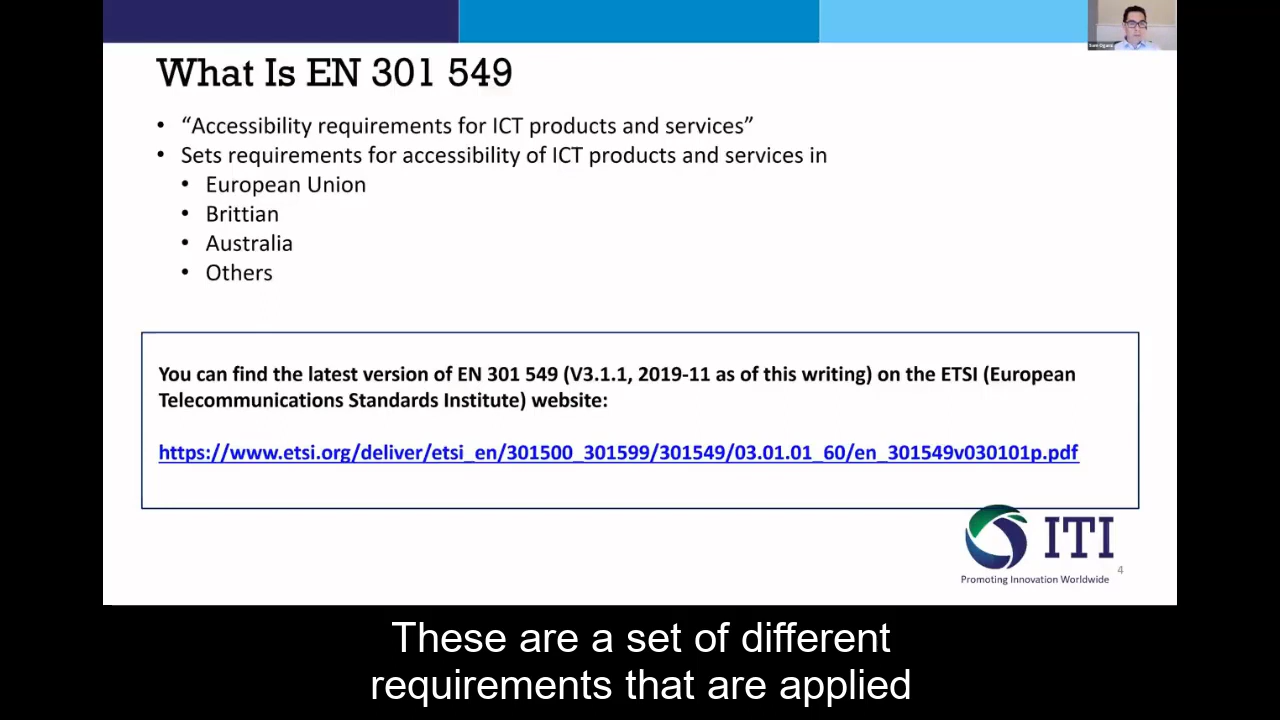 What Is EN 301 549
• “Accessibility requirements for ICT products and services”
• Sets requirements for accessibility of ICT products and services in
• European Union
• Brittian
• Australia
• Others
You can find the latest version of EN 301 549 (V3.1.1, 2019-11 as of this writing) on the ETSI (European
Telecommunications Standards Institute) website:
https://www.etsi.org/deliver/etsi_en/301500_301599/301549/03.01.01_60/en_301549v030101p.pdf
ITI
Promoting Innovation Worldwide
4
These are a set of different
requirements that are applied